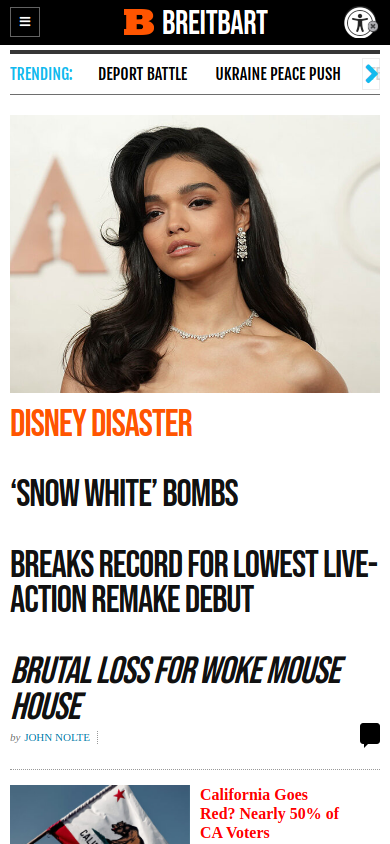 B BREITBART
TRENDING: DEPORT BATTLE UKRAINE PEACE PUSH
DISNEY DISASTER
‘SNOW WHITE’ BOMBS
BREAKS RECORD FOR LOWEST LIVE-
ACTION REMAKE DEBUT
BRUTAL LOSS FOR WOKE MOUSE
HOUSE
by JOHN NOLTE
California Goes
Red? Nearly 50% of
CA Voters